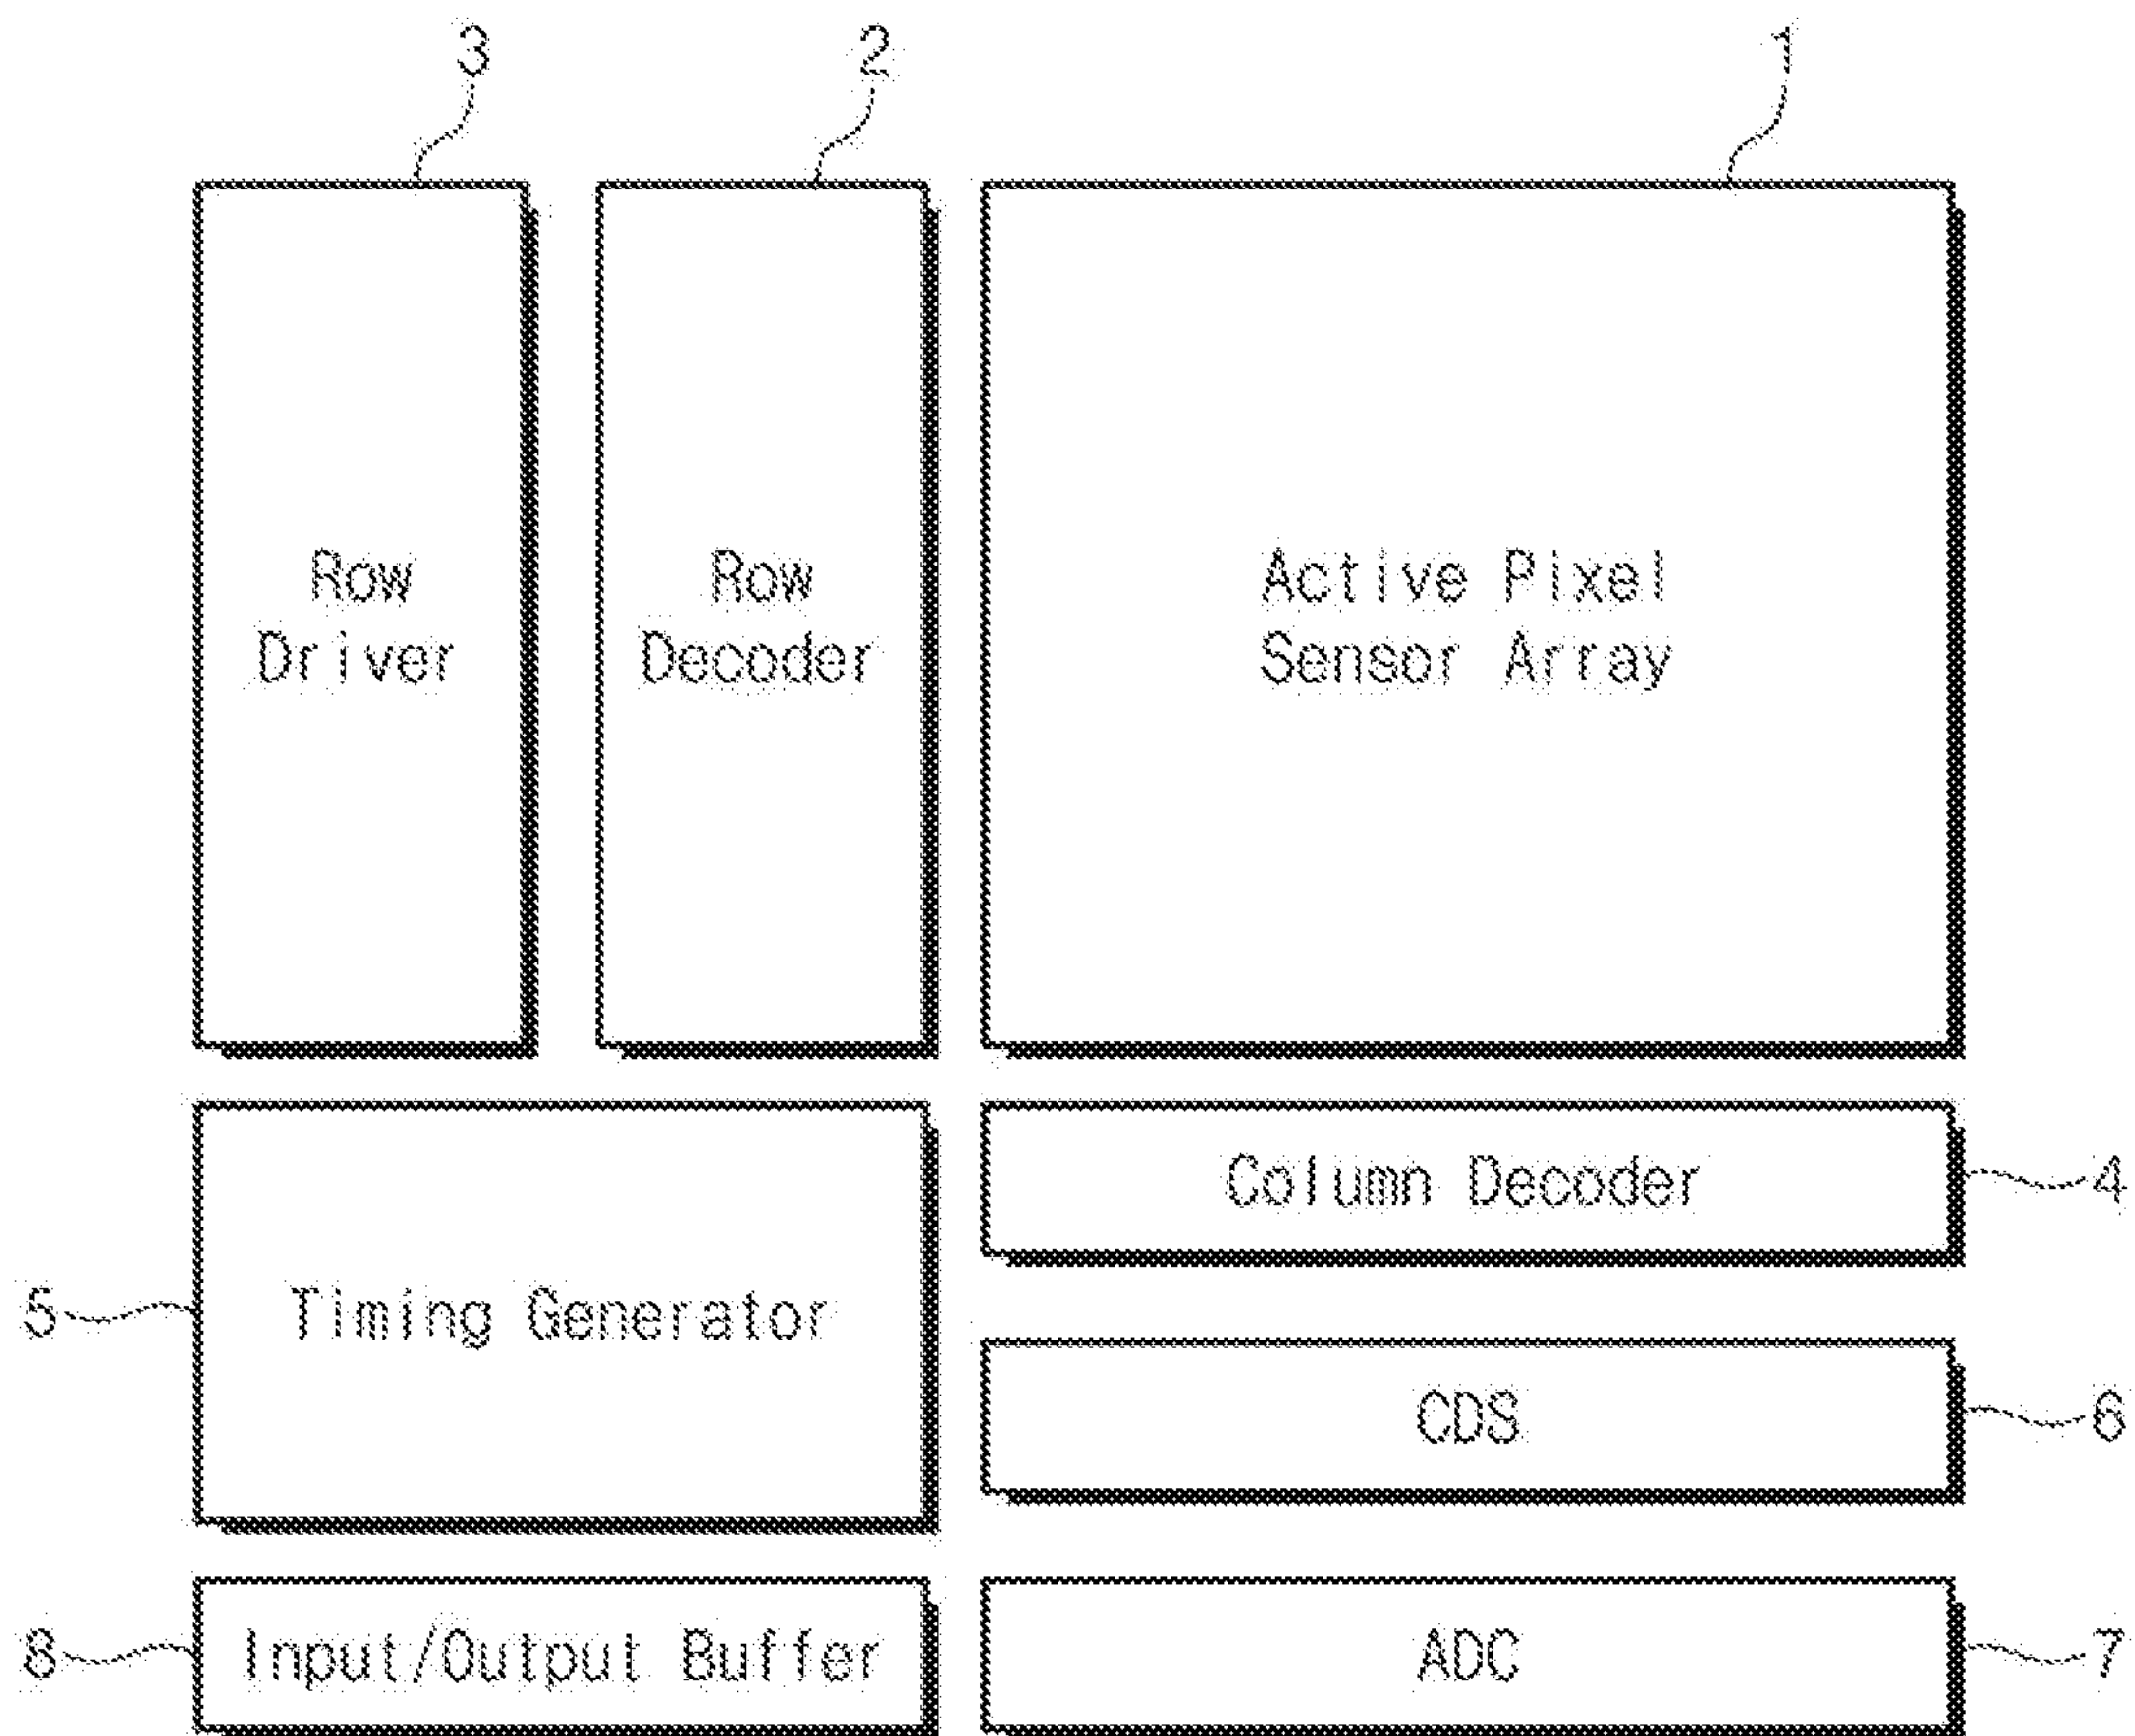 3
2
1
Row
Driver
Row
Decoder
Active Pixel
Sensor Array
Column Decoder
4
5
Timing Generator
CDS
6
8
Input/Output Buffer
ADC
7